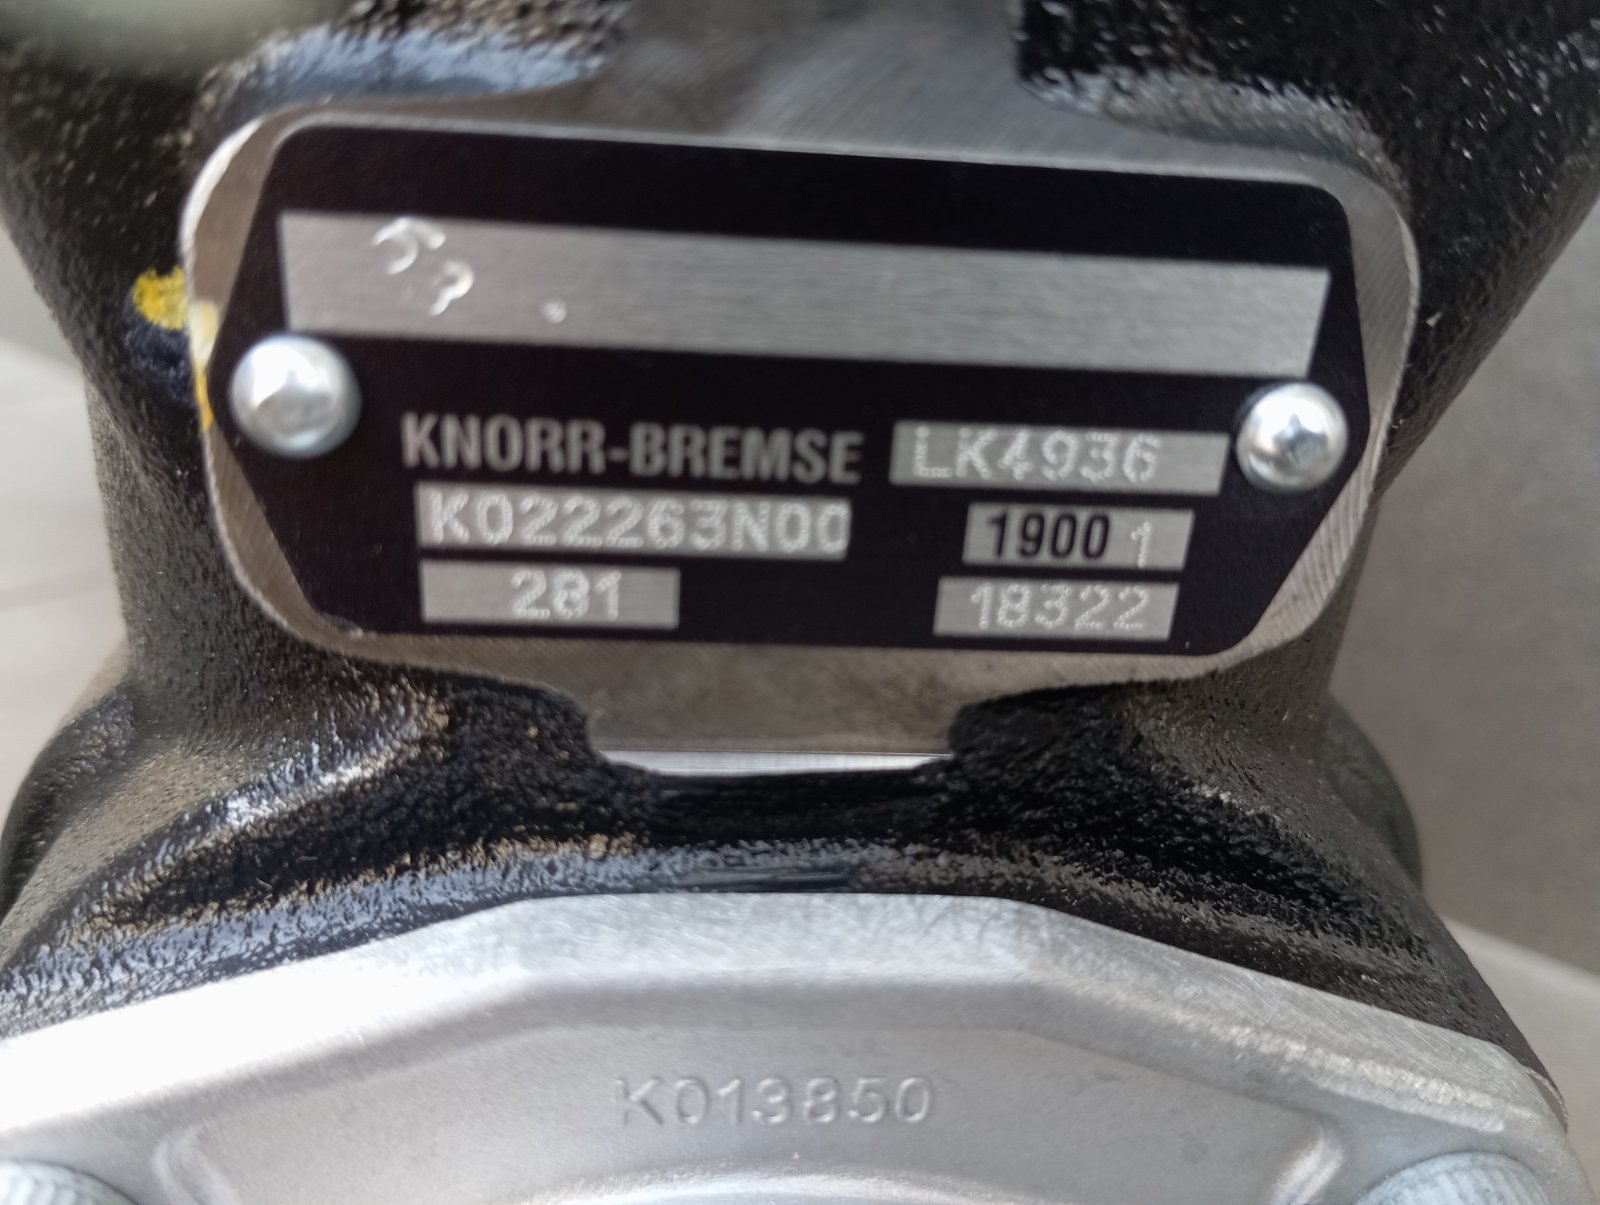 KNORR-BREMSE LK4936
K022263N00 1900 1
281 18322
K013850